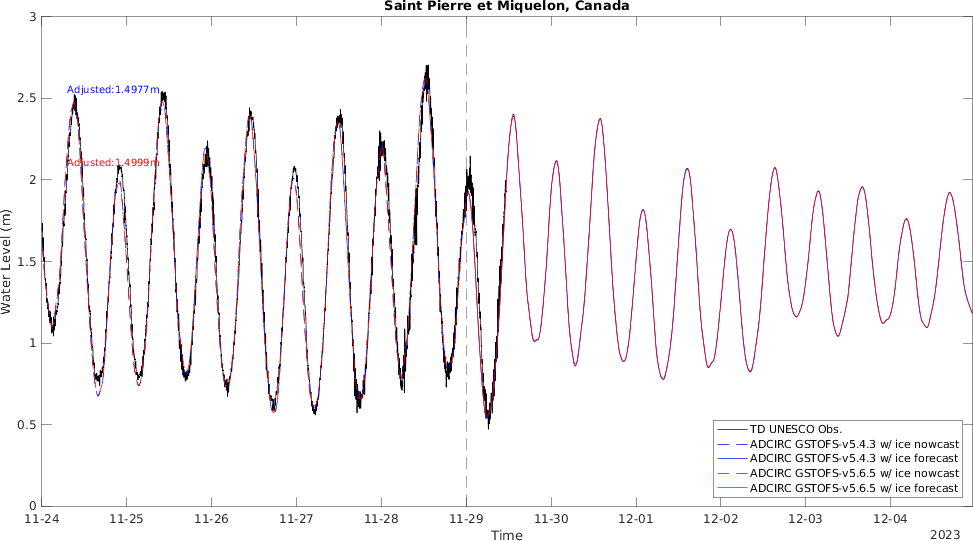 Saint Pierre et Miquelon, Canada
3
2.5
2
1.5
1
0.5
0
Water Level (m)
Adjusted:1.4977m
Adjusted:1.4999m
TD UNESCO Obs.
ADCIRC GSTOFS-v5.4.3 w/ ice nowcast
ADCIRC GSTOFS-v5.4.3 w/ ice forecast
ADCIRC GSTOFS-v5.6.5 w/ ice nowcast
ADCIRC GSTOFS-v5.6.5 w/ ice forecast
11-24 11-25 11-26 11-27 11-28 11-29 11-30 12-01 12-02 12-03 12-04
Time
2023